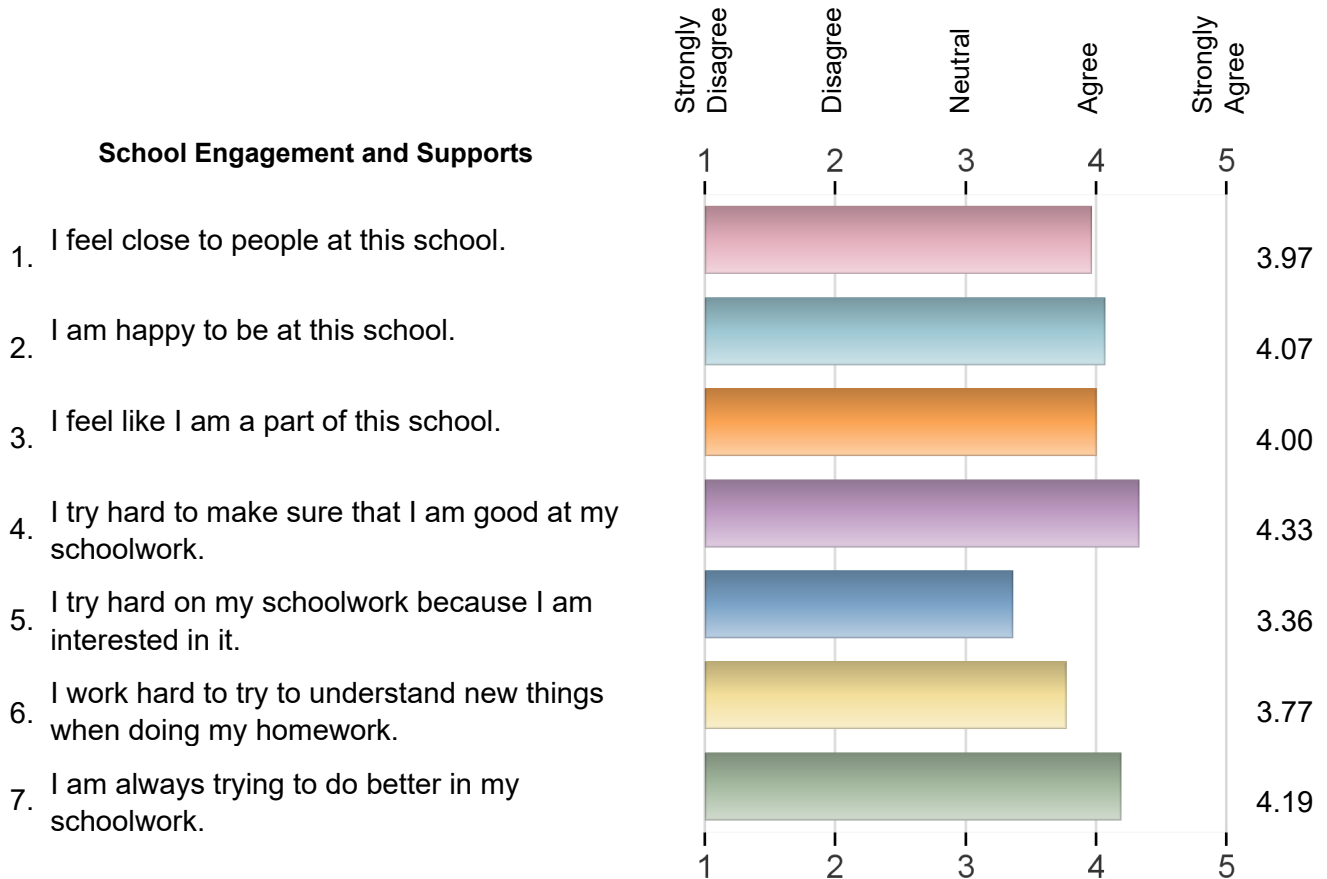 Strongly
Disagree
Disagree
Neutral
Agree
Strongly
Agree
School Engagement and Supports
1 2 3 4 5
1. I feel close to people at this school. 3.97
2. I am happy to be at this school. 4.07
3. I feel like I am a part of this school. 4.00
4. I try hard to make sure that I am good at my
schoolwork. 4.33
5. I try hard on my schoolwork because I am
interested in it. 3.36
6. I work hard to try to understand new things
when doing my homework. 3.77
7. I am always trying to do better in my
schoolwork. 4.19
1 2 3 4 5